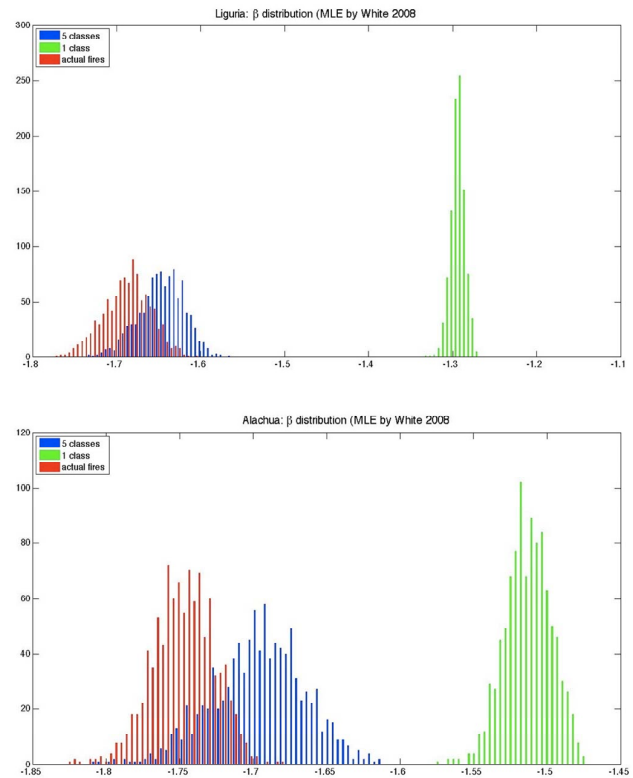 Liguria: β distribution (MLE by White 2008
5 classes
1 class
actual fires
300
250
200
150
100
50
0
-1.8 -1.7 -1.6 -1.5 -1.4 -1.3 -1.2 -1.1
Alachua: β distribution (MLE by White 2008
5 classes
1 class
actual fires
120
100
80
60
40
20
0
-1.85 -1.8 -1.75 -1.7 -1.65 -1.6 -1.55 -1.5 -1.45